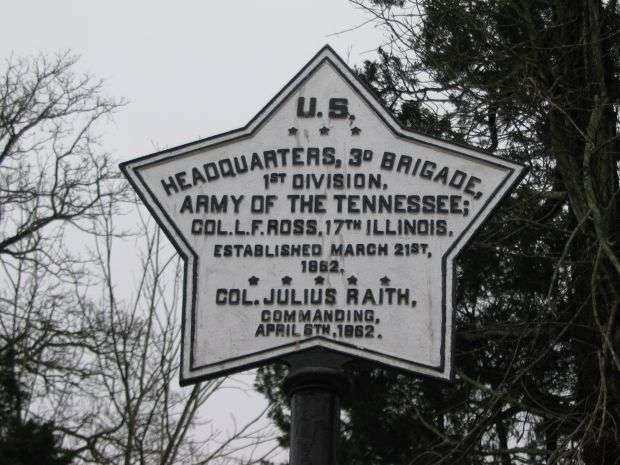 U.S.
HEADQUARTERS, 3D BRIGADE,
1ST DIVISION,
ARMY OF THE TENNESSEE;
COL. L.F. ROSS, 17TH ILLINOIS,
ESTABLISHED MARCH 21ST,
1862.
COL. JULIUS RAITH,
COMMANDING,
APRIL 6TH, 1862.